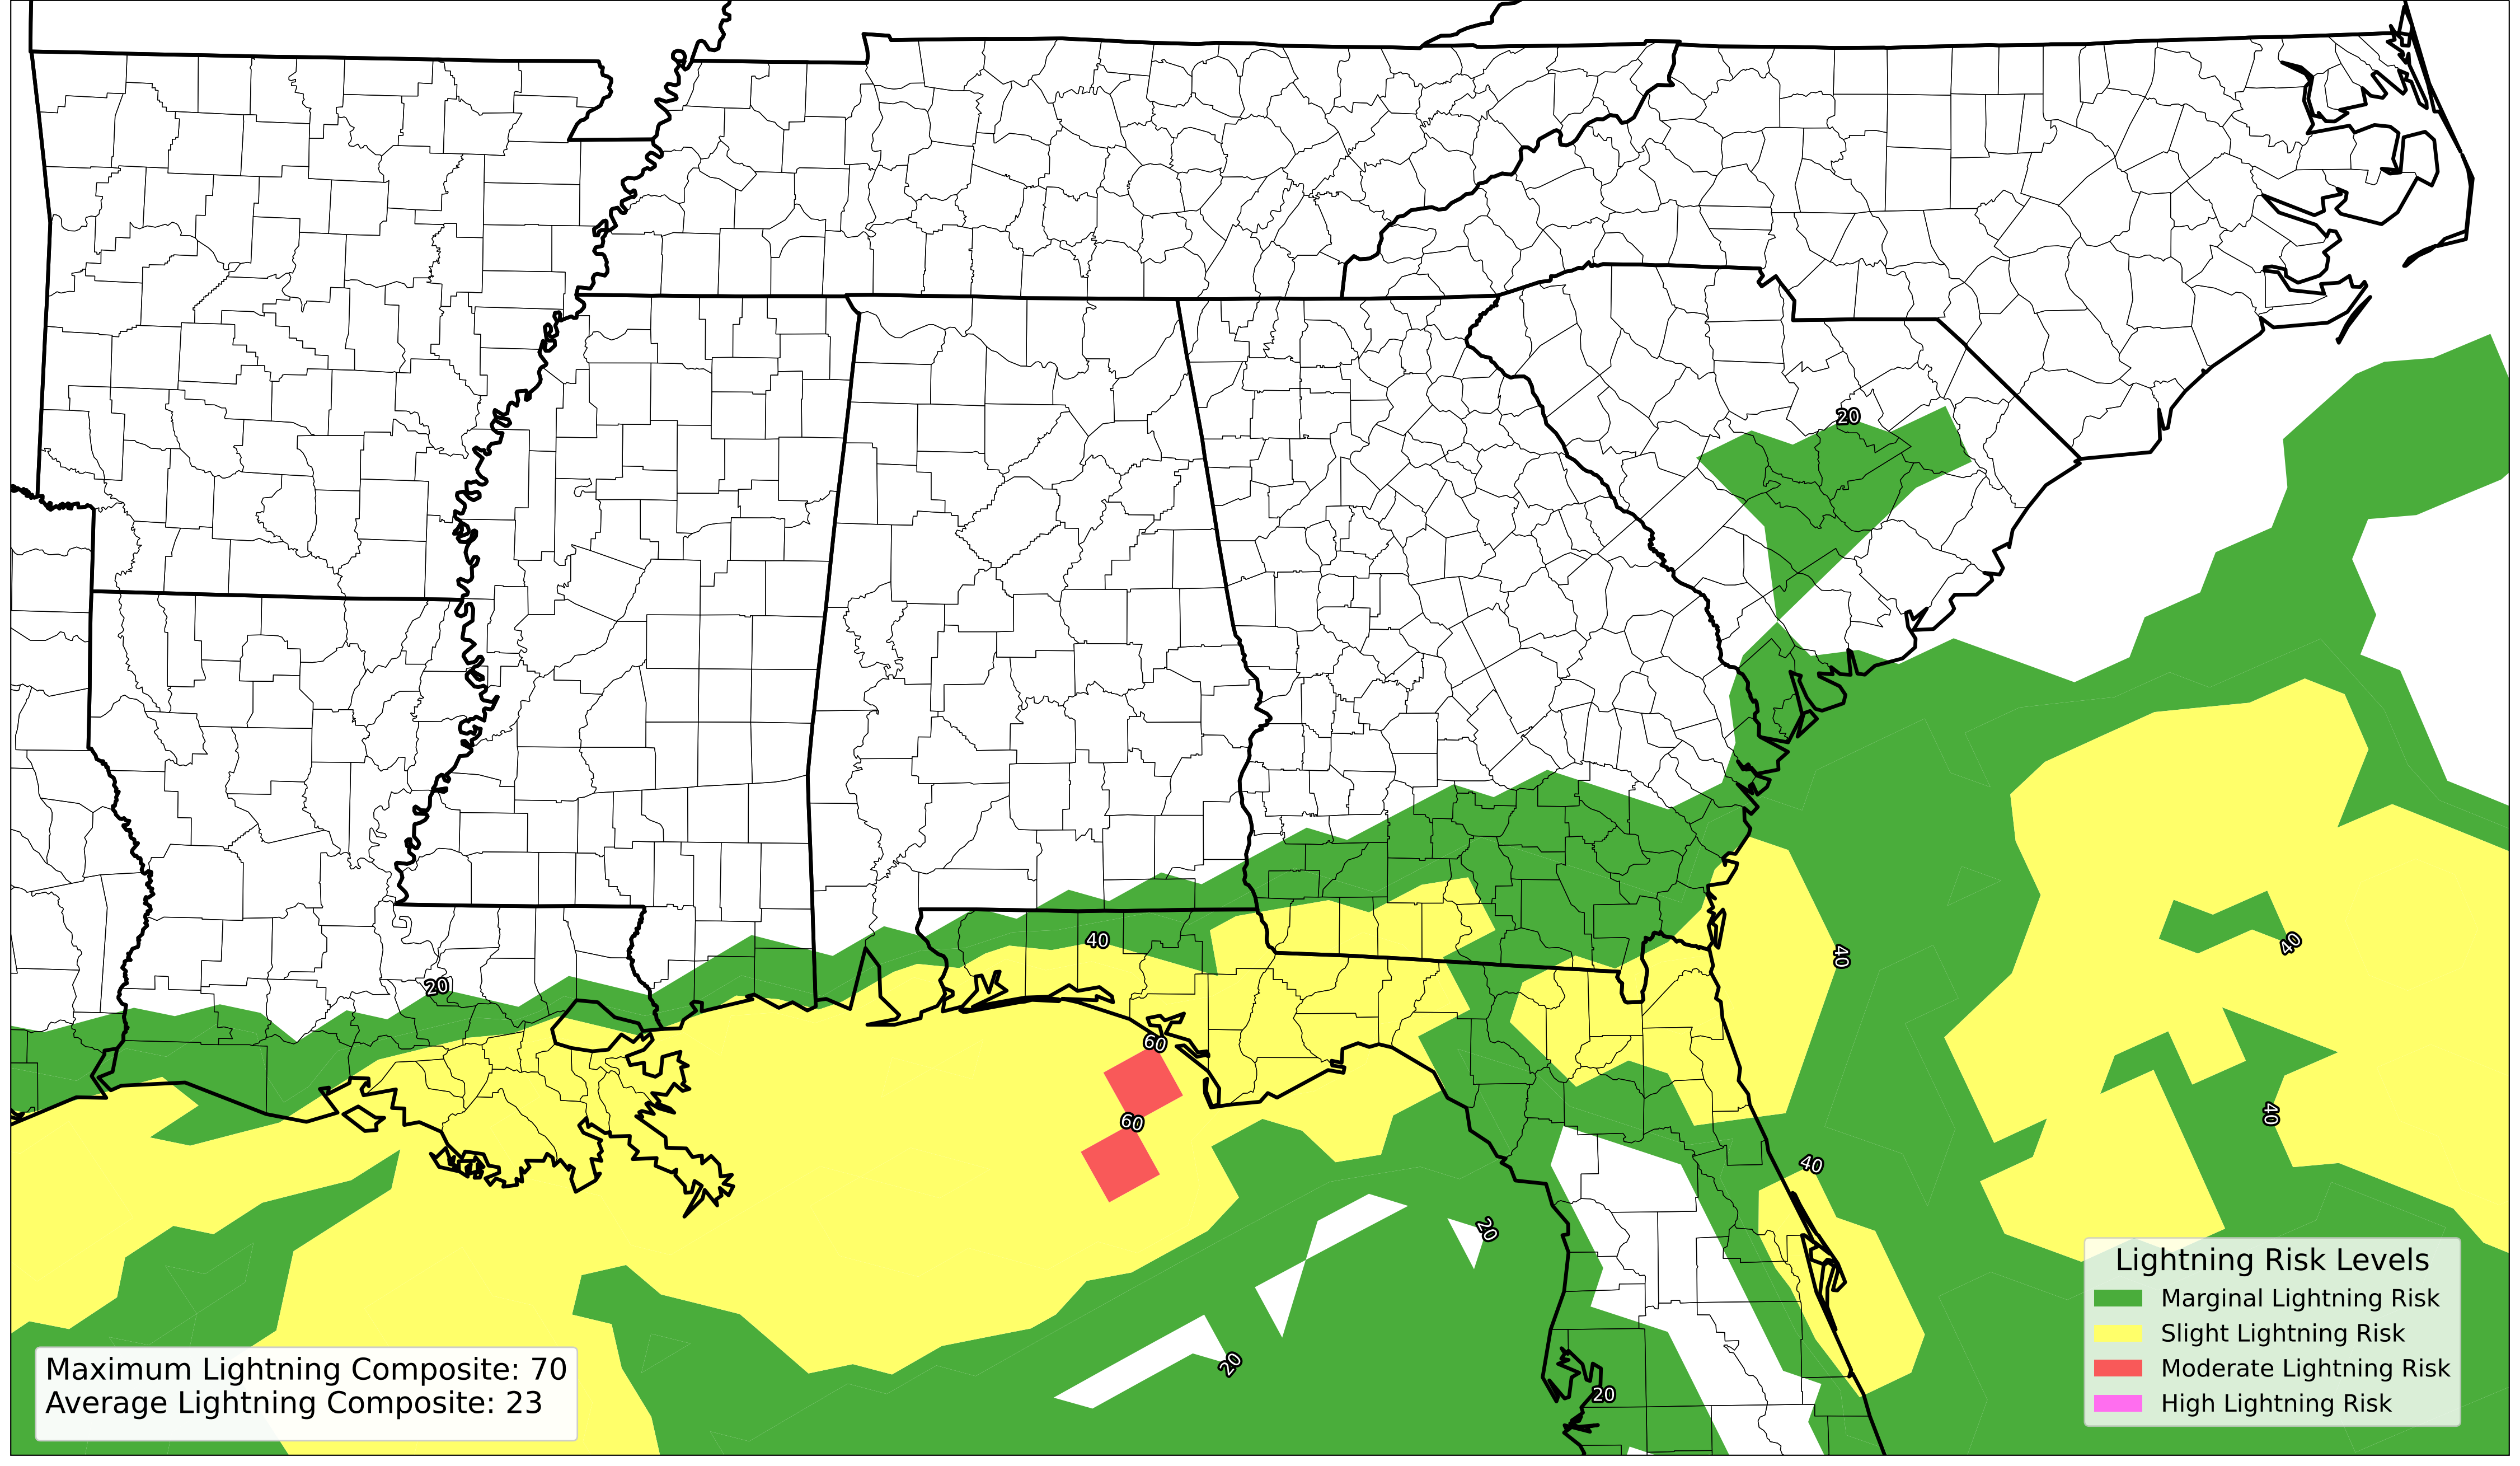 20
40
20
40
40
60
60
40
40
20
20
20
Lightning Risk Levels
Marginal Lightning Risk
Slight Lightning Risk
Moderate Lightning Risk
High Lightning Risk
Maximum Lightning Composite: 70
Average Lightning Composite: 23